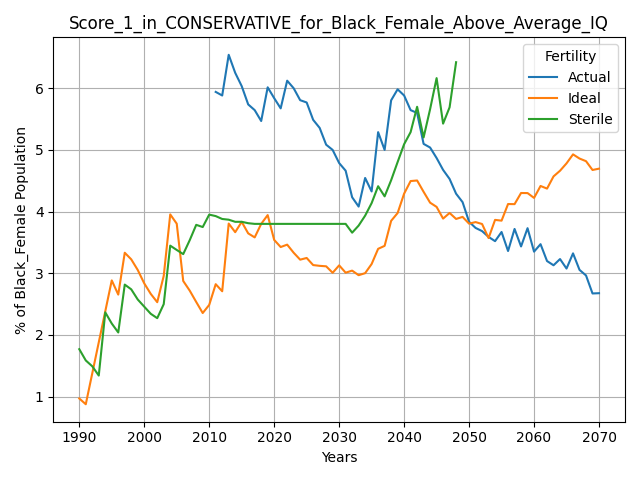 Score_1_in_CONSERVATIVE_for_Black_Female_Above_Average_IQ
Fertility
Actual
Ideal
Sterile
% of Black_Female Population
6
5
4
3
2
1
1990 2000 2010 2020 2030 2040 2050 2060 2070
Years